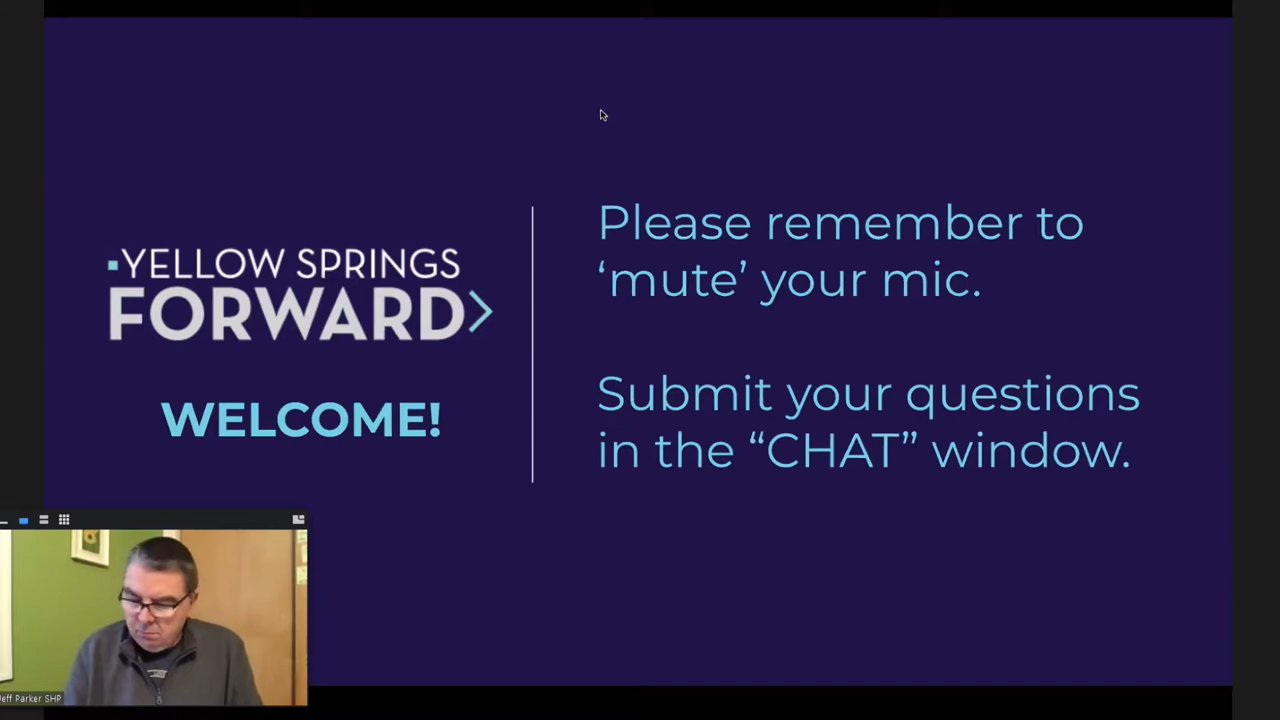 YELLOW SPRINGS
FORWARD
WELCOME!
Please remember to
‘mute’ your mic.
Submit your questions
in the “CHAT” window.
Jeff Parker SHP